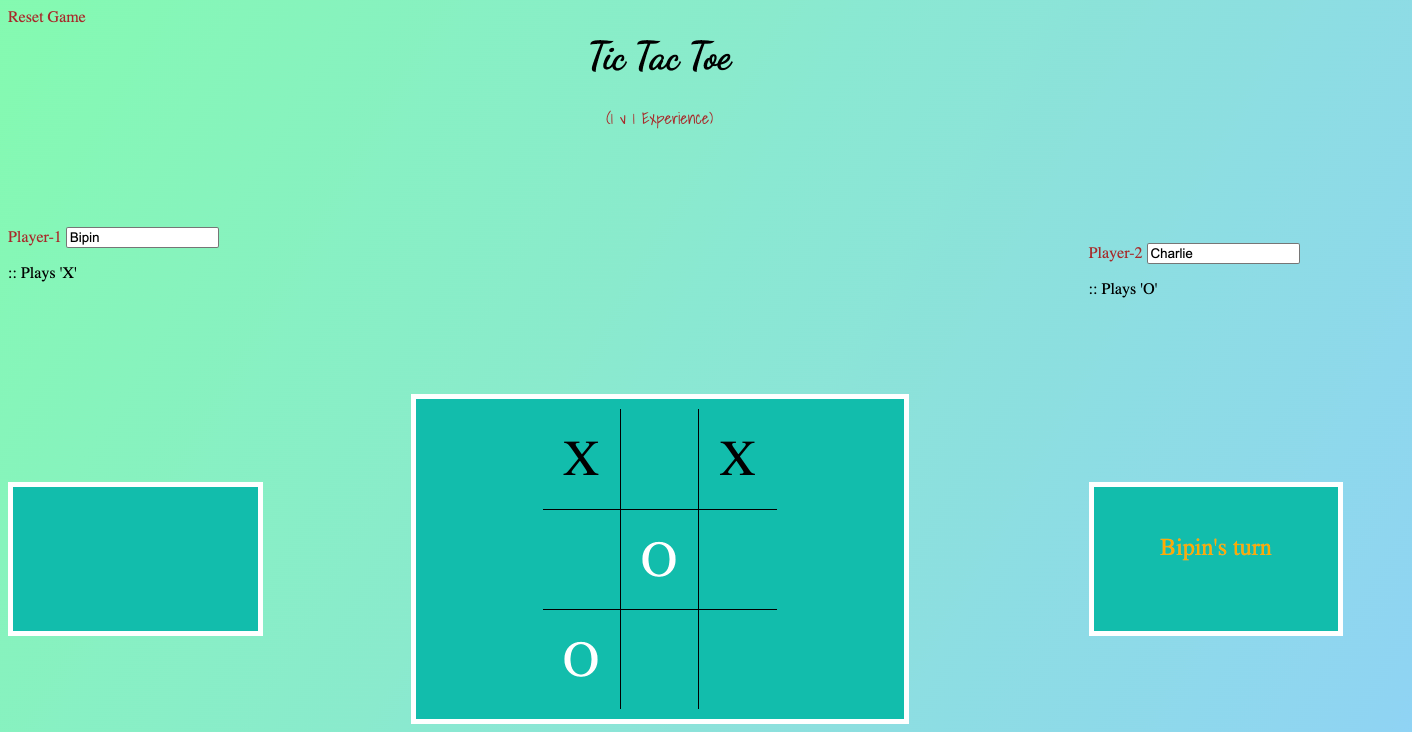 Reset Game
Tic Tac Toe
(1 v 1 Experience)
Player-1 Bipin
:: Plays 'X'
Player-2 Charlie
:: Plays 'O'
X X
O
O
Bipin's turn